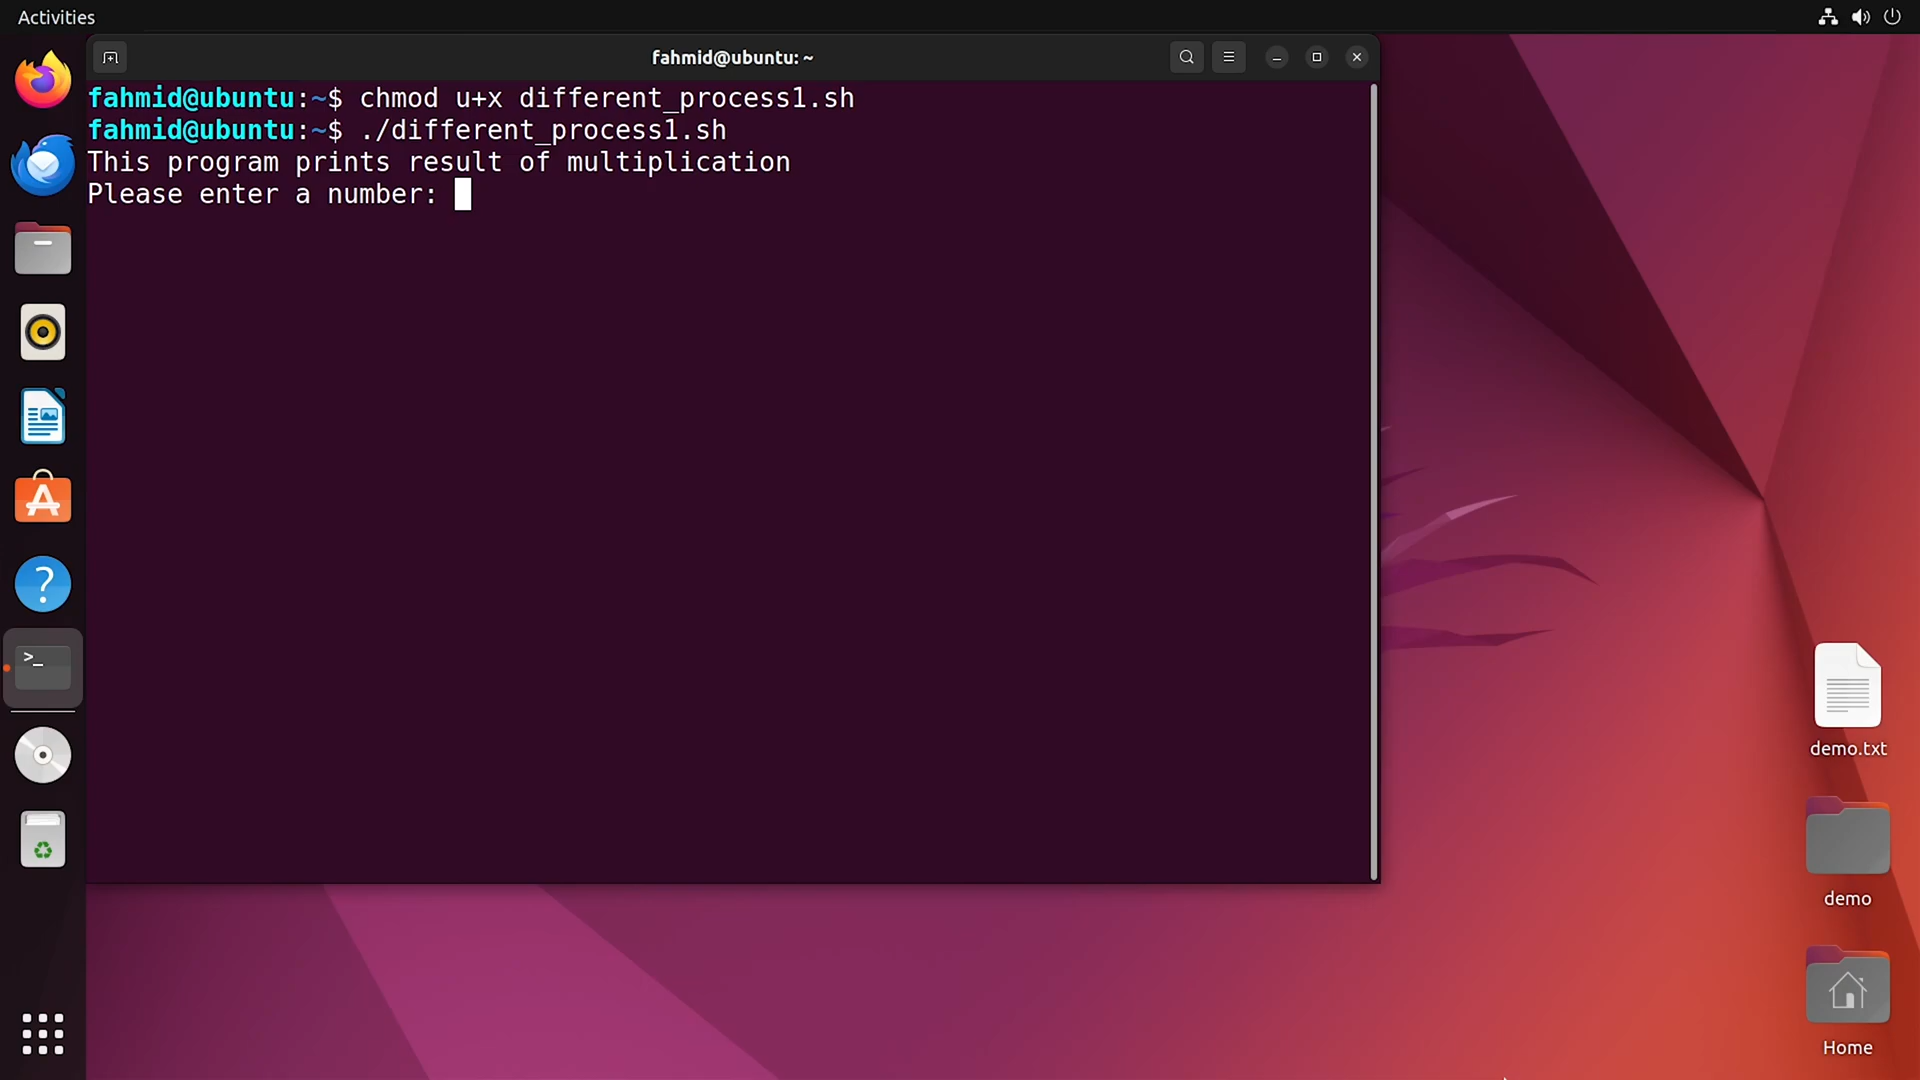 Activities
fahmid@ubuntu: ~
fahmid@ubuntu:~$ chmod u+x different_process1.sh
fahmid@ubuntu:~$ ./different_process1.sh
This program prints result of multiplication
Please enter a number:
>_
demo.txt
demo
Home